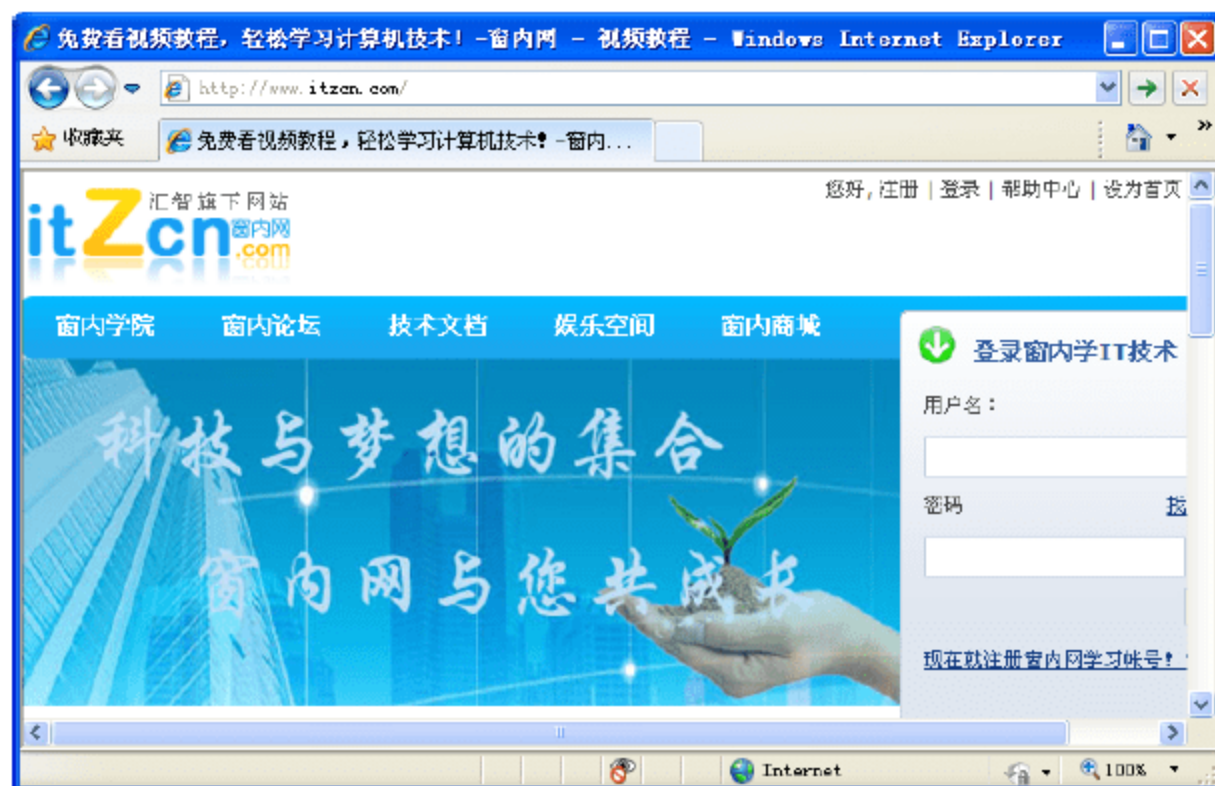 免费看视频教程，轻松学习计算机技术！-窗内网 - 视频教程 - Windows Internet Explorer
http://www.itzcn.com/
收藏夹
免费看视频教程，轻松学习计算机技术！-窗内...
您好, 注册 | 登录 | 帮助中心 | 设为首页
汇智旗下网站
itZcn窗内网.com
窗内学院 窗内论坛 技术文档 娱乐空间 窗内商城
登录窗内学IT技术
用户名：
科技与梦想的集合
密码 找
窗内网与您共成长
现在就注册窗内网学习帐号！
Internet 100%